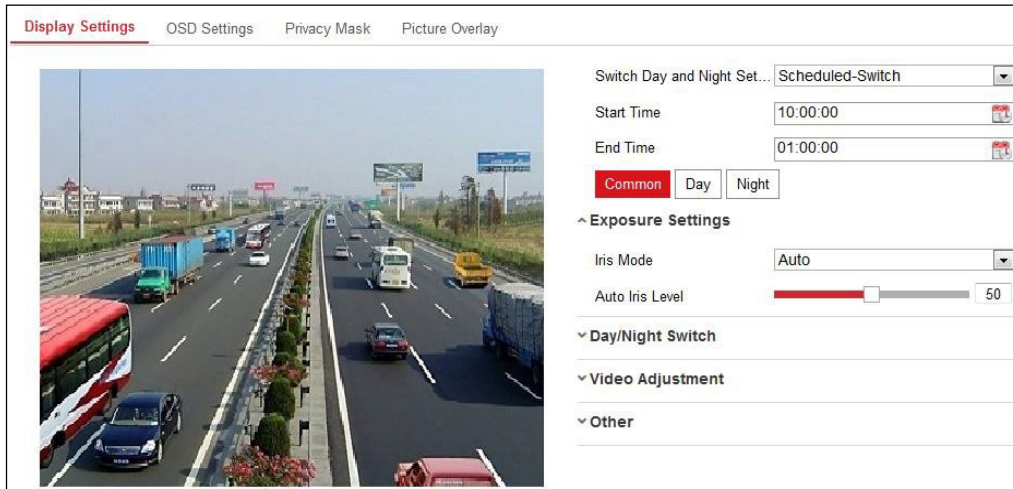 Display Settings OSD Settings Privacy Mask Picture Overlay
Switch Day and Night Set... Scheduled-Switch
Start Time 10:00:00
End Time 01:00:00
Common Day Night
Exposure Settings
Iris Mode Auto
Auto Iris Level 50
Day/Night Switch
Video Adjustment
Other